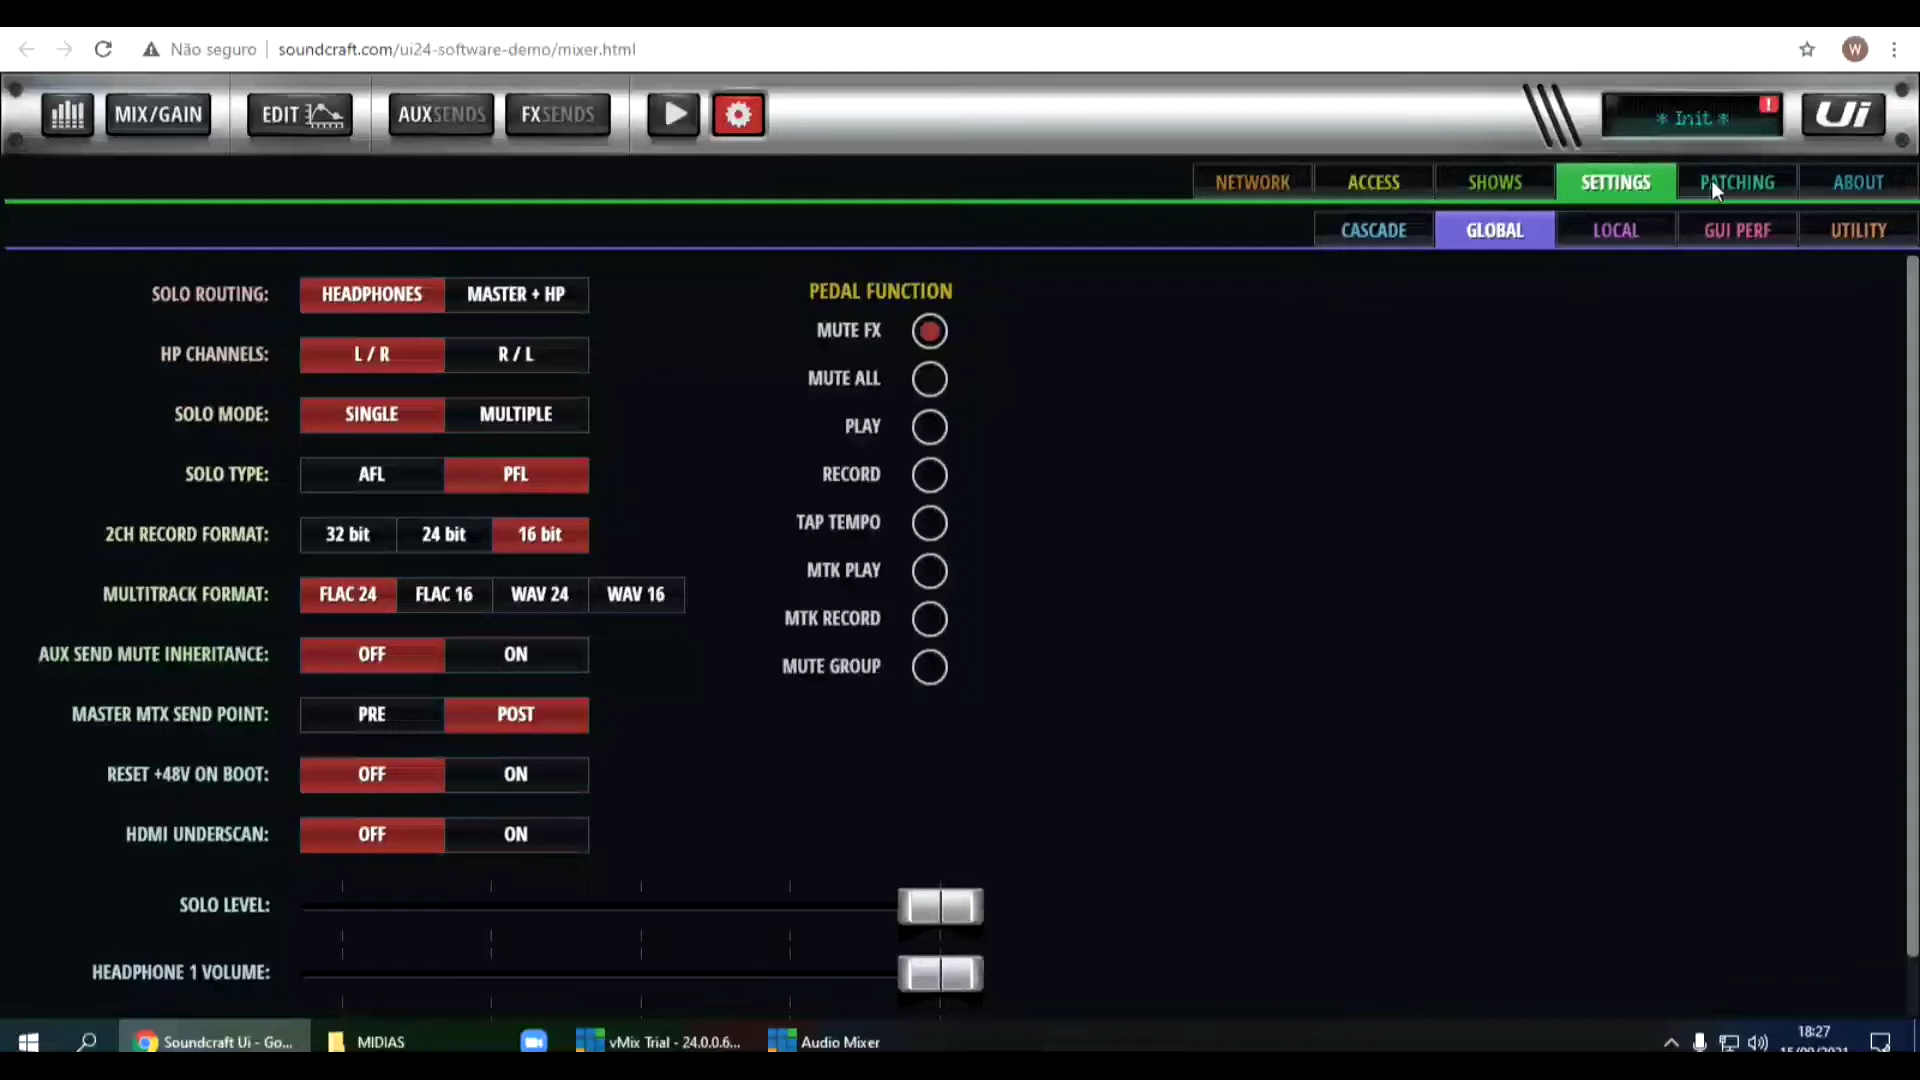 Não seguro soundcraft.com/ui24-software-demo/mixer.html W
MIX/GAIN EDIT AUXSENDS FXSENDS * Init * ! Ui
NETWORK ACCESS SHOWS SETTINGS PATCHING ABOUT
CASCADE GLOBAL LOCAL GUI PERF UTILITY
SOLO ROUTING: HEADPHONES MASTER + HP
PEDAL FUNCTION
MUTE FX
HP CHANNELS: L / R R / L
MUTE ALL
SOLO MODE: SINGLE MULTIPLE
PLAY
SOLO TYPE: AFL PFL
RECORD
2CH RECORD FORMAT: 32 bit 24 bit 16 bit
TAP TEMPO
MULTITRACK FORMAT: FLAC 24 FLAC 16 WAV 24 WAV 16
MTK PLAY
MTK RECORD
AUX SEND MUTE INHERITANCE: OFF ON
MUTE GROUP
MASTER MTX SEND POINT: PRE POST
RESET +48V ON BOOT: OFF ON
HDMI UNDERSCAN: OFF ON
SOLO LEVEL:
HEADPHONE 1 VOLUME:
Soundcraft Ui - Go... MIDIAS vMix Trial - 24.0.0.6... Audio Mixer 18:27